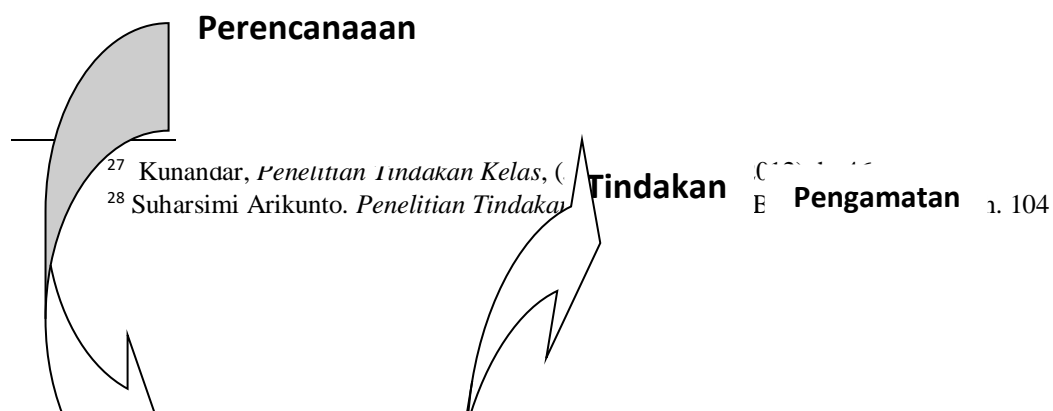 Perencanaaan
27 Kunandar, Penelitian Tindakan Kelas, (
28 Suharsimi Arikunto. Penelitian Tindakan
Tindakan
Pengamatan
h. 104